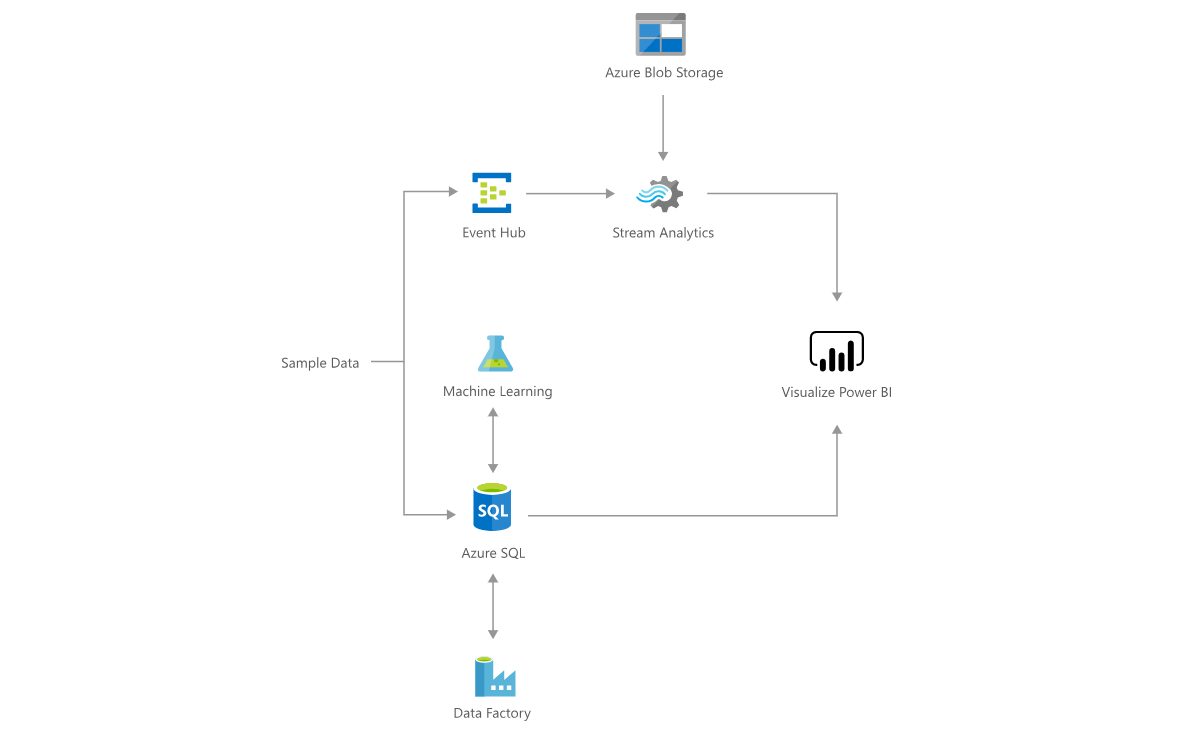 Azure Blob Storage
Event Hub
Stream Analytics
Sample Data
Machine Learning
Visualize Power BI
SQL
Azure SQL
Data Factory